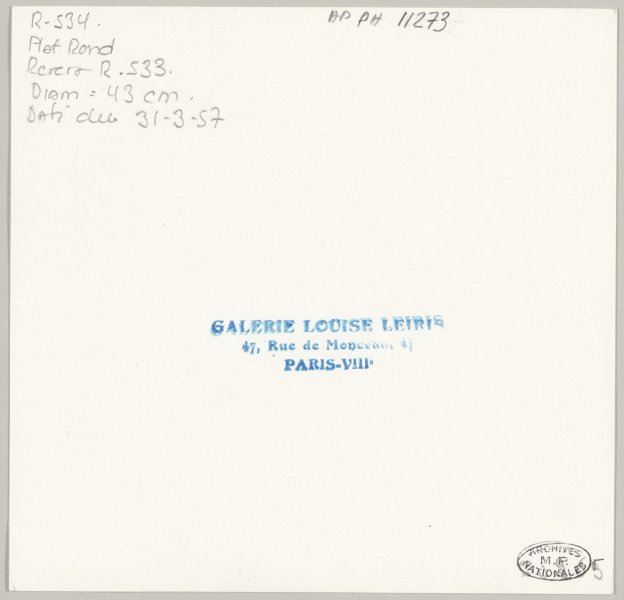 R-534.
AP PH 11273
Plat Rond
Revers R.533.
Diam = 43 cm.
Daté du 31-3-57
GALERIE LOUISE LEIRIS
47, Rue de Monceau, 47
PARIS-VIIIe
ARCHIVES
M.P.
NATIONALES
5